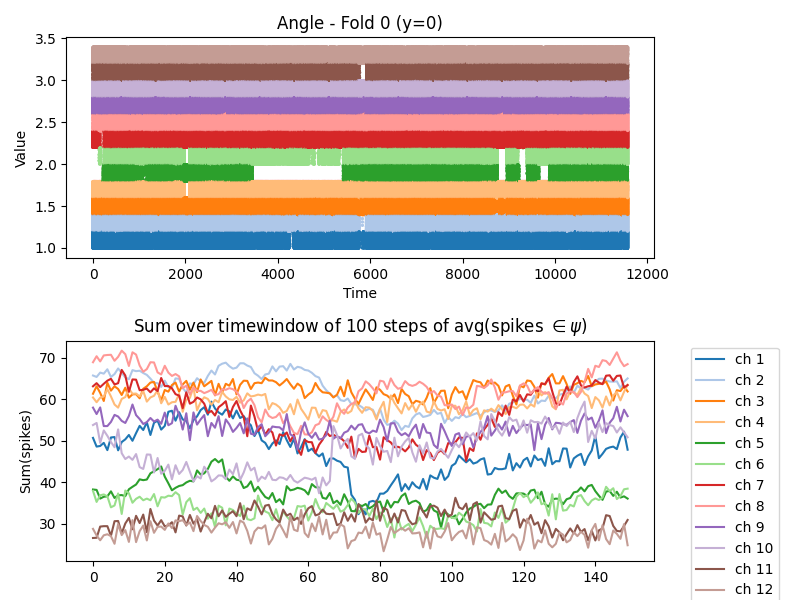 Angle - Fold 0 (y=0)
Value
3.5
3.0
2.5
2.0
1.5
1.0
0 2000 4000 6000 8000 10000 12000
Time
Sum over timewindow of 100 steps of avg(spikes ∈ψ)
Sum(spikes)
70
60
50
40
30
0 20 40 60 80 100 120 140
ch 1
ch 2
ch 3
ch 4
ch 5
ch 6
ch 7
ch 8
ch 9
ch 10
ch 11
ch 12